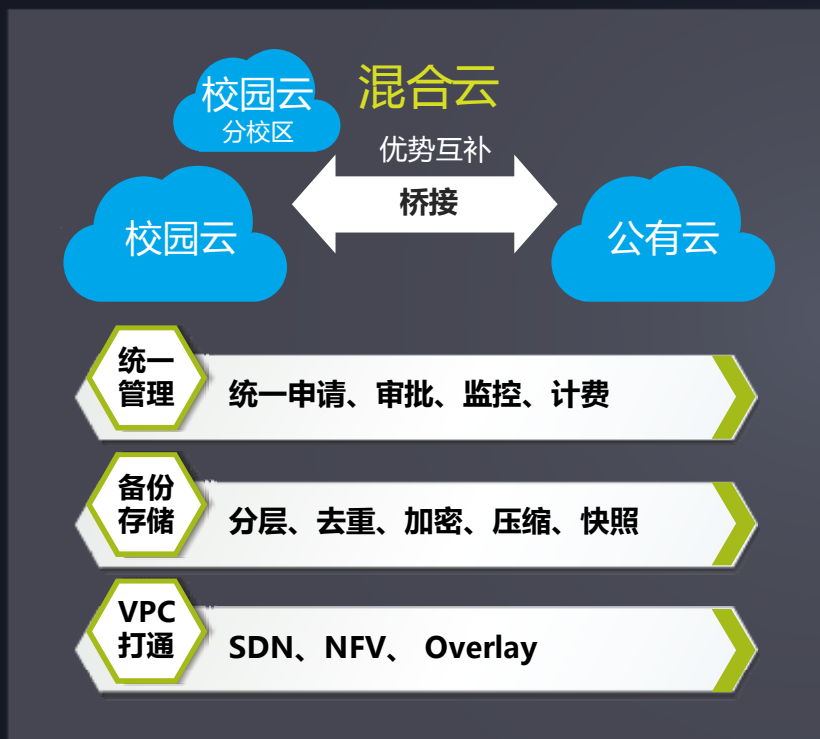 校园云
分校区
混合云
优势互补
桥接
校园云
公有云
统一
管理
统一申请、审批、监控、计费
备份
存储
分层、去重、加密、压缩、快照
VPC
打通
SDN、NFV、 Overlay